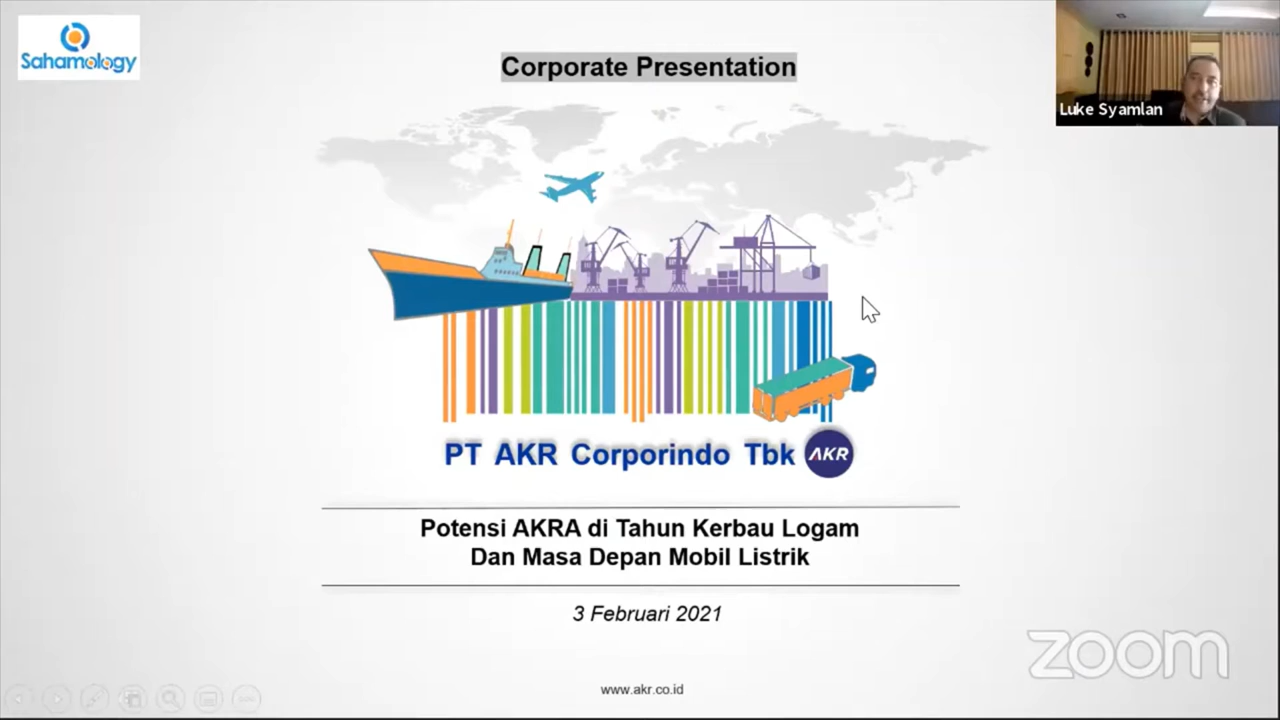 Sahamology
Corporate Presentation
Luke Syamlan
PT AKR Corporindo Tbk
AKR
Potensi AKRA di Tahun Kerbau Logam
Dan Masa Depan Mobil Listrik
3 Februari 2021
zoom
www.akr.co.id